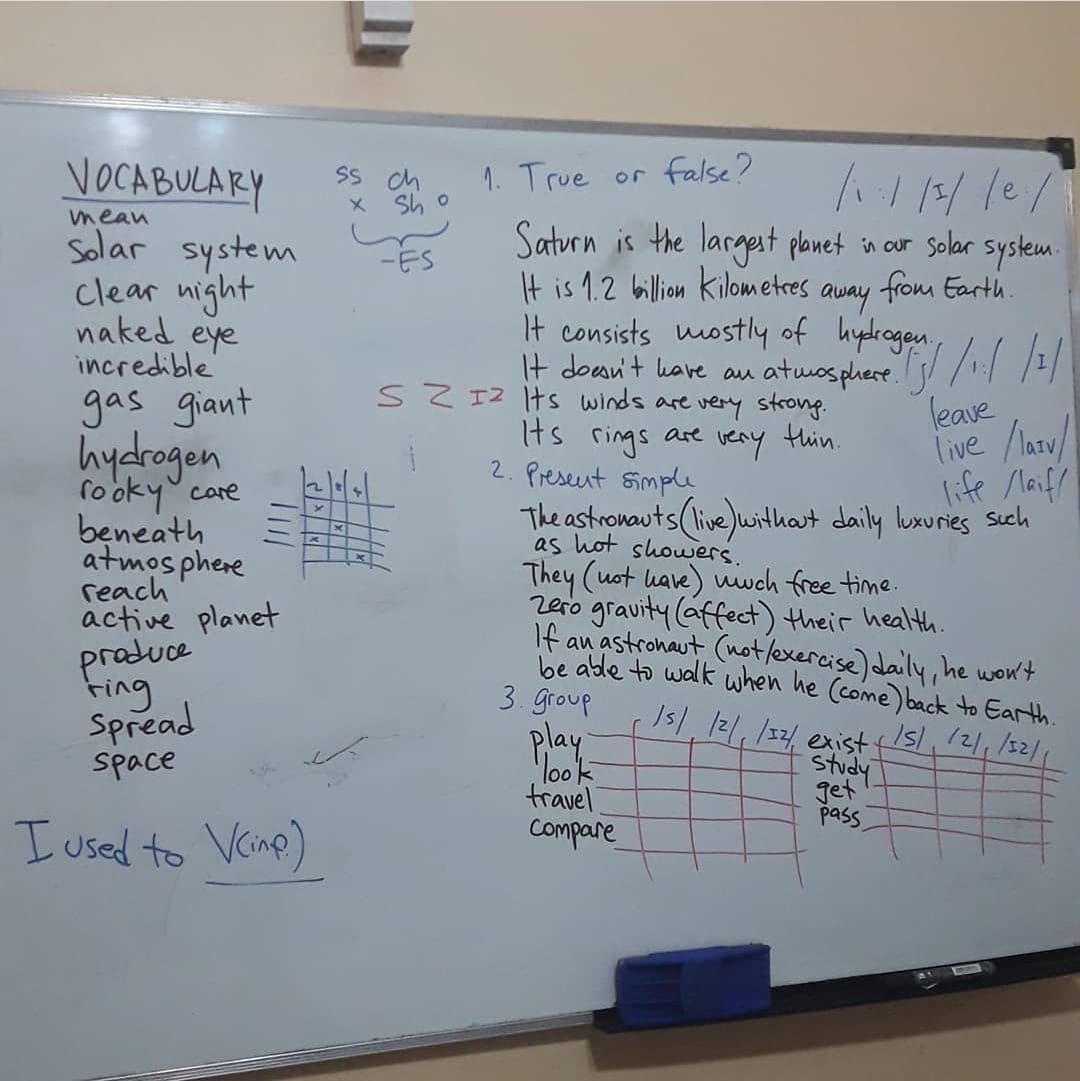 VOCABULARY
mean
Solar system
clear night
naked eye
incredible
gas giant
hydrogen
rooky care
beneath
atmosphere
reach
active planet
produce
ring
spread
space
I used to V(inf.)
ss ch
x sh o
-ES
S Z IZ
1. True or false?
/i:/ /I/ /e:/
Saturn is the largest planet in our solar system.
It is 1.2 billion kilometres away from Earth.
It consists mostly of hydrogen.
It doesn't have an atmosphere.
/i:/ /I/
Its winds are very strong.
Its rings are very thin.
leave
live /laIv/
life /laif/
2. Present simple
The astronauts (live) without daily luxuries such
as hot showers.
They (not have) much free time.
Zero gravity (affect) their health.
If an astronaut (not/exercise) daily, he won't
be able to walk when he (come) back to Earth.
3. group
/s/ /z/ /Iz/
play
look
travel
compare
/s/ /z/ /Iz/
exist
study
get
pass